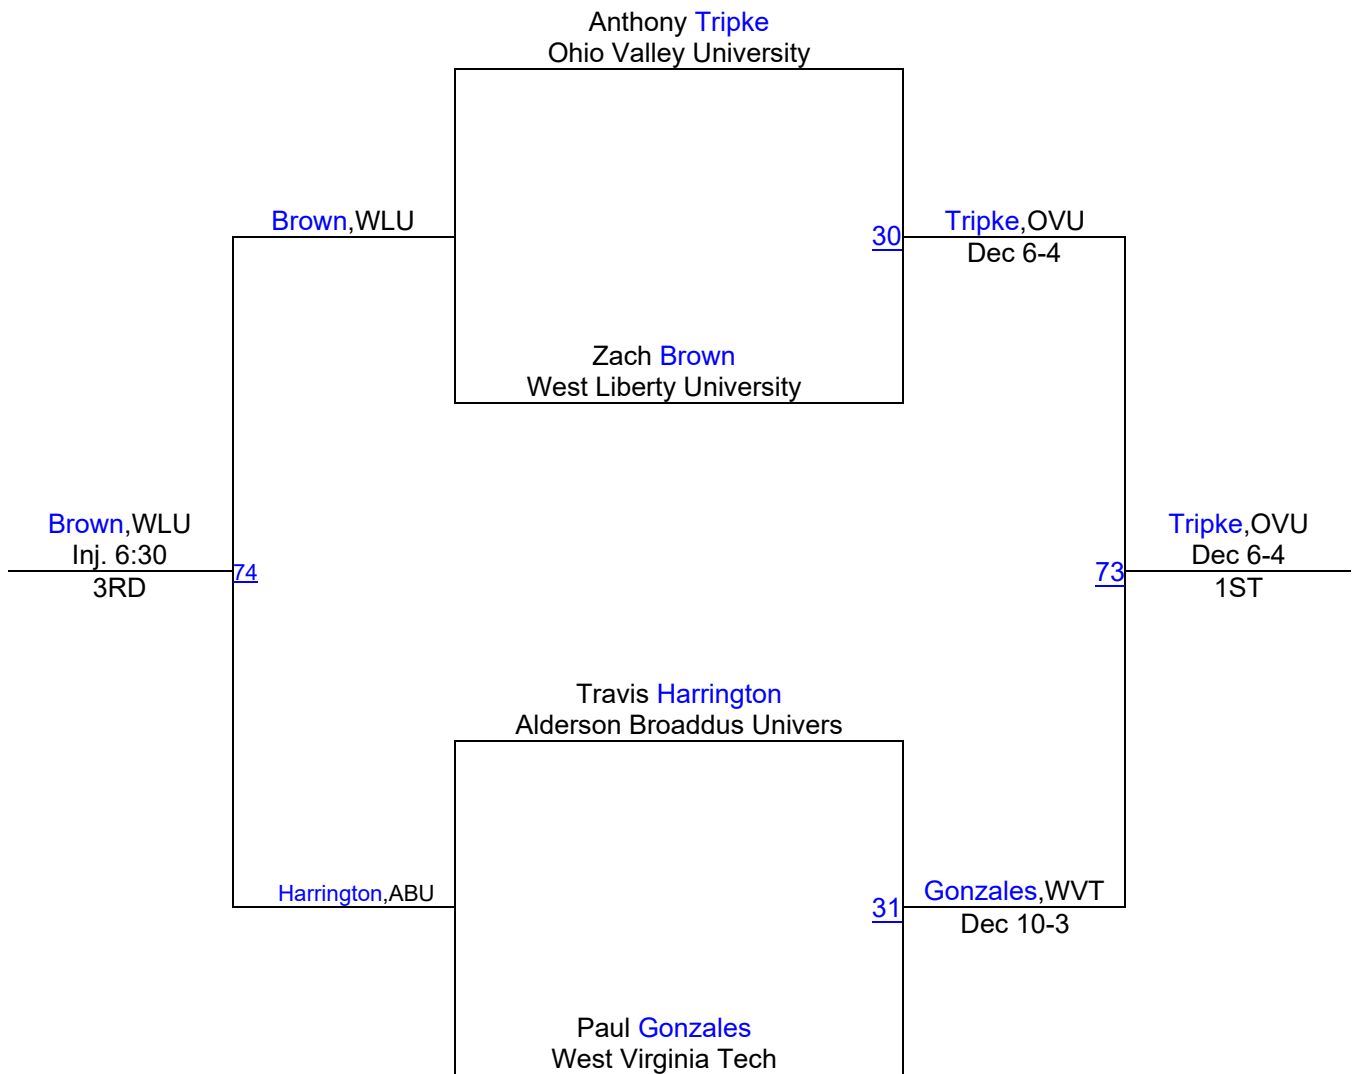 Anthony Tripke
Ohio Valley University
Brown,WLU
30
Tripke,OVU
Dec 6-4
Zach Brown
West Liberty University
Brown,WLU
Inj. 6:30
3RD
74
73
Tripke,OVU
Dec 6-4
1ST
Travis Harrington
Alderson Broaddus Univers
Harrington,ABU
31
Gonzales,WVT
Dec 10-3
Paul Gonzales
West Virginia Tech